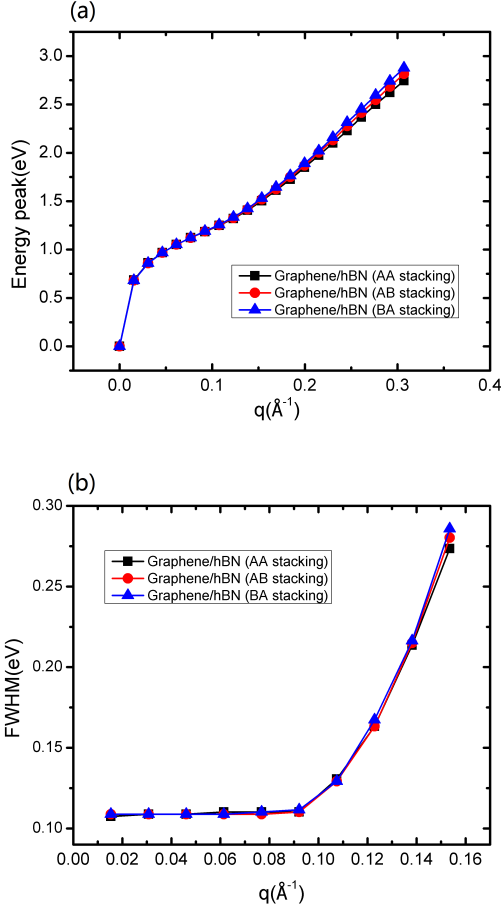 (a)
3.0
2.5
2.0
1.5
1.0
0.5
0.0
Energy peak(eV)
Graphene/hBN (AA stacking)
Graphene/hBN (AB stacking)
Graphene/hBN (BA stacking)
0.0 0.1 0.2 0.3 0.4
q(Å⁻¹)
(b)
0.30
0.25
0.20
0.15
0.10
FWHM(eV)
Graphene/hBN (AA stacking)
Graphene/hBN (AB stacking)
Graphene/hBN (BA stacking)
0.00 0.02 0.04 0.06 0.08 0.10 0.12 0.14 0.16
q(Å⁻¹)